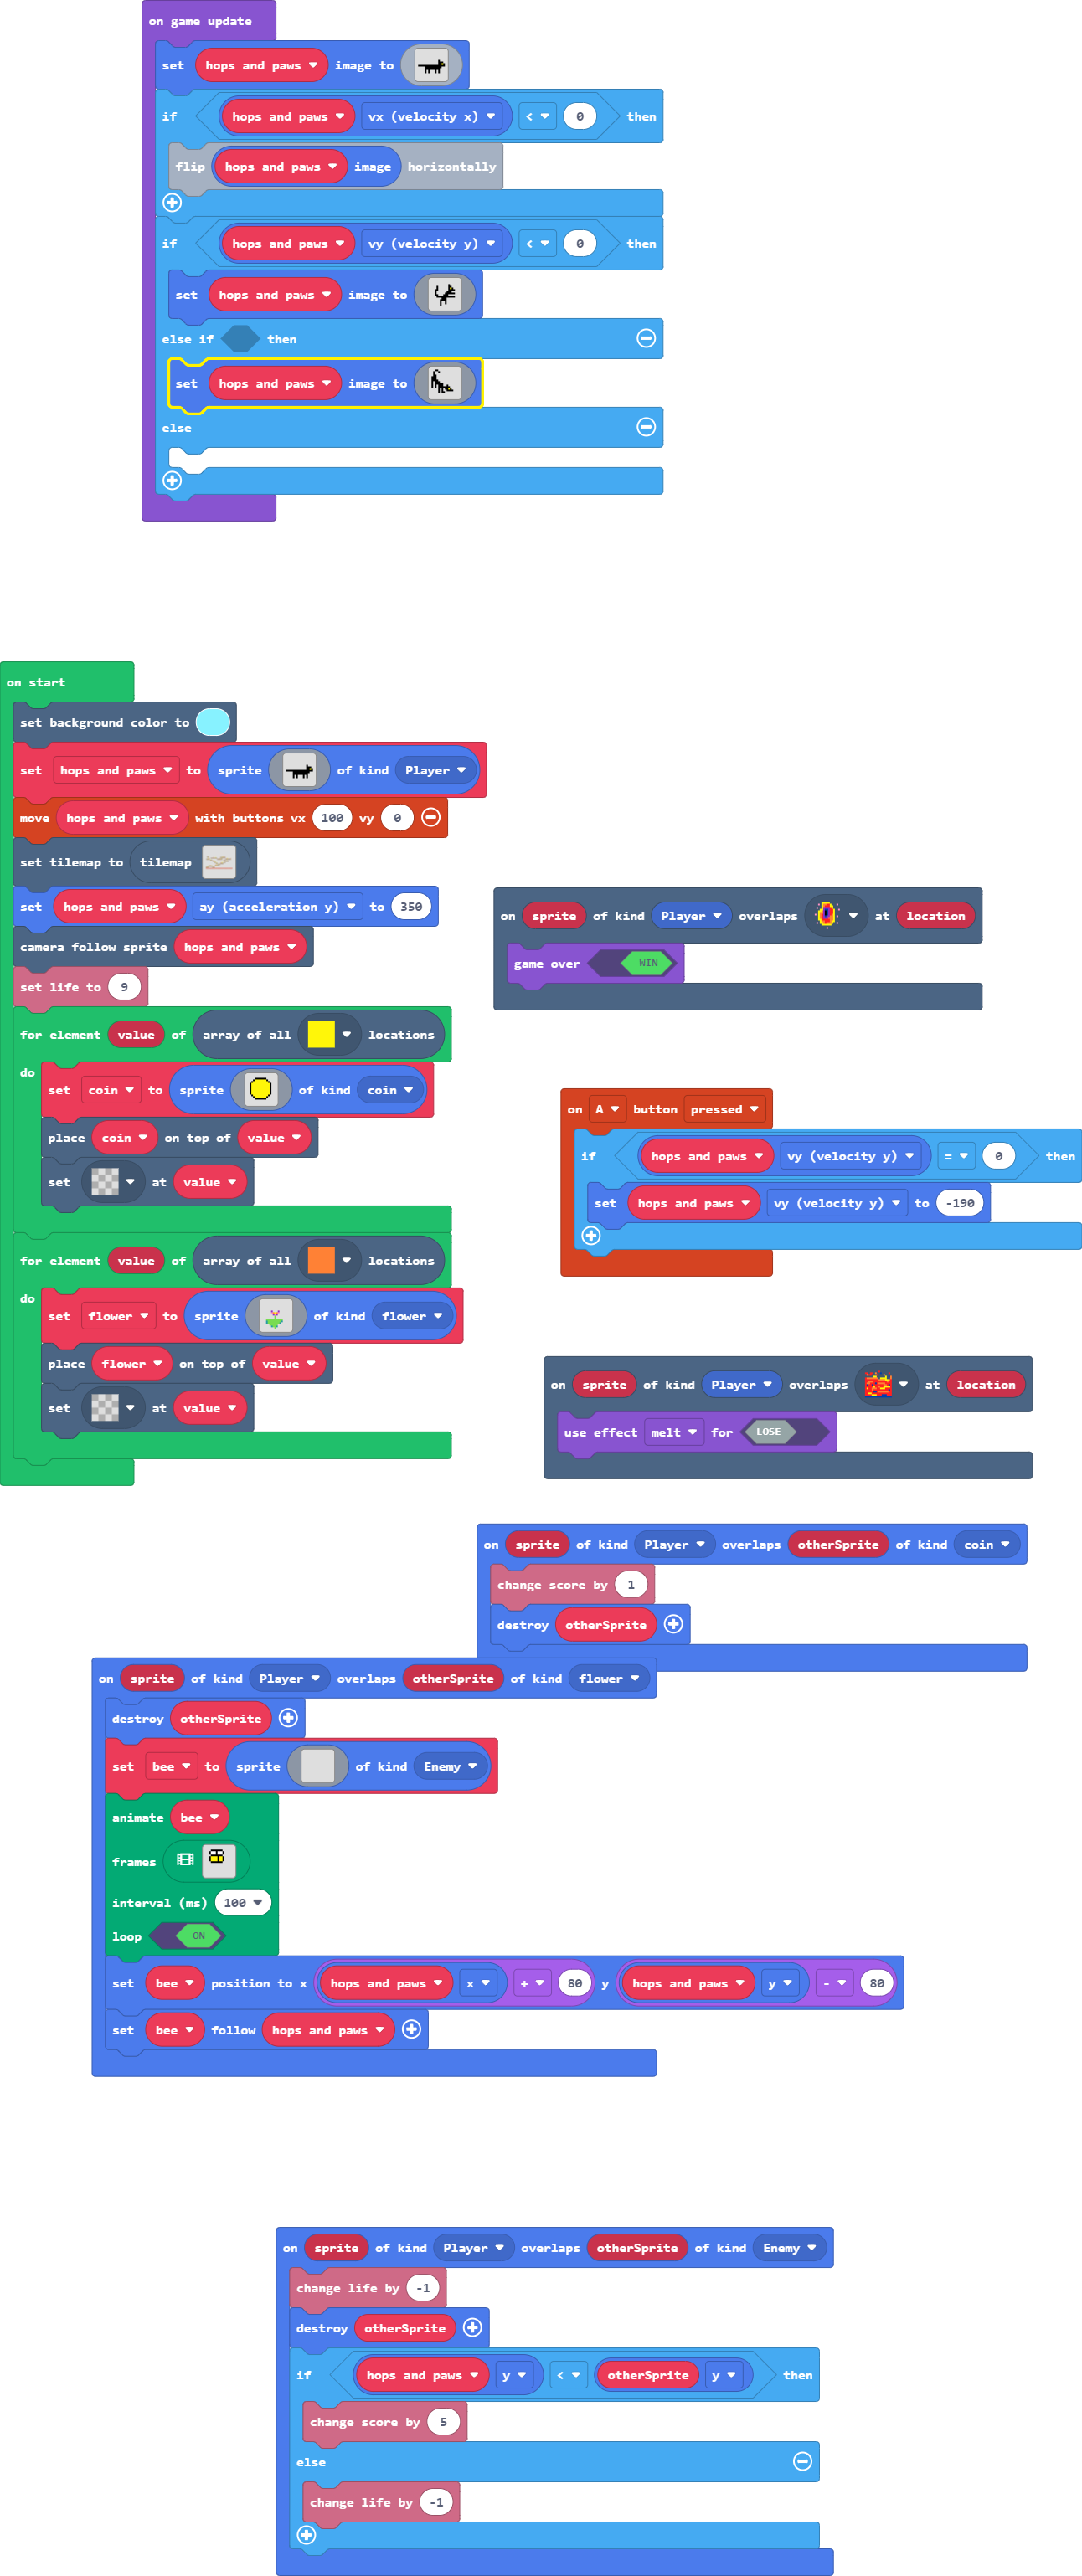 on game update
set hops and paws image to
if hops and paws vx (velocity x) < 0 then
flip hops and paws image horizontally
if hops and paws vy (velocity y) < 0 then
set hops and paws image to
else if then
set hops and paws image to
else
on start
set background color to
set hops and paws to sprite of kind Player
move hops and paws with buttons vx 100 vy 0
set tilemap to tilemap
set hops and paws ay (acceleration y) to 350
camera follow sprite hops and paws
set life to 9
for element value of array of all locations
do
set coin to sprite of kind coin
place coin on top of value
set at value
for element value of array of all locations
do
set flower to sprite of kind flower
place flower on top of value
set at value
on sprite of kind Player overlaps at location
game over WIN
on A button pressed
if hops and paws vy (velocity y) = 0 then
set hops and paws vy (velocity y) to -190
on sprite of kind Player overlaps at location
use effect melt for LOSE
on sprite of kind Player overlaps otherSprite of kind coin
change score by 1
destroy otherSprite
on sprite of kind Player overlaps otherSprite of kind flower
destroy otherSprite
set bee to sprite of kind Enemy
animate bee
frames
interval (ms) 100
loop ON
set bee position to x hops and paws x + 80 y hops and paws y - 80
set bee follow hops and paws
on sprite of kind Player overlaps otherSprite of kind Enemy
change life by -1
destroy otherSprite
if hops and paws y < otherSprite y then
change score by 5
else
change life by -1